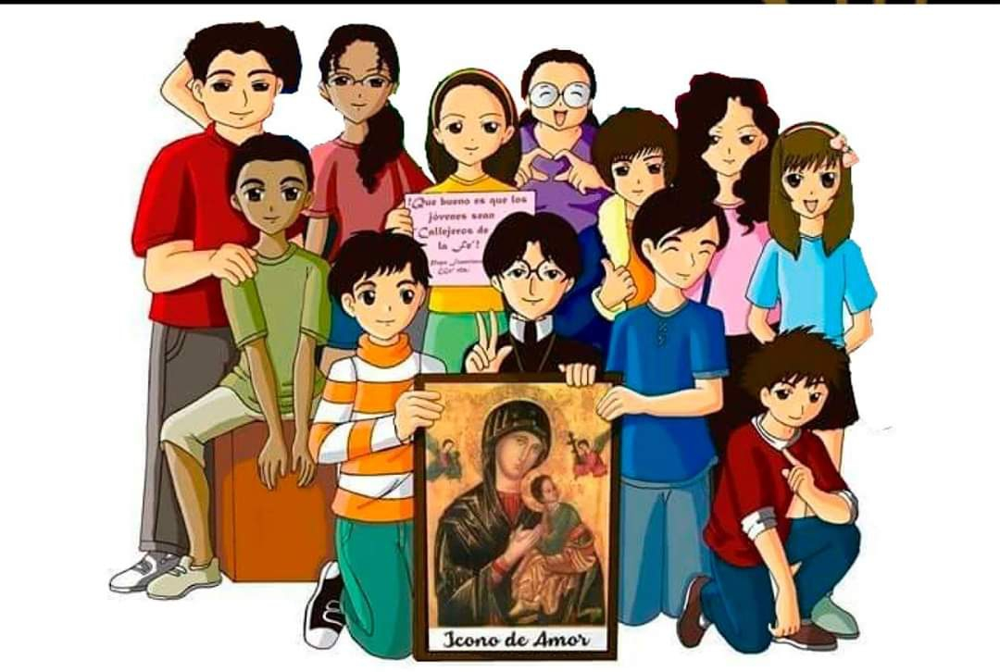 ¡Que bueno es que los
jóvenes sean
"Callejeros de
la Fe"!
Icono de Amor